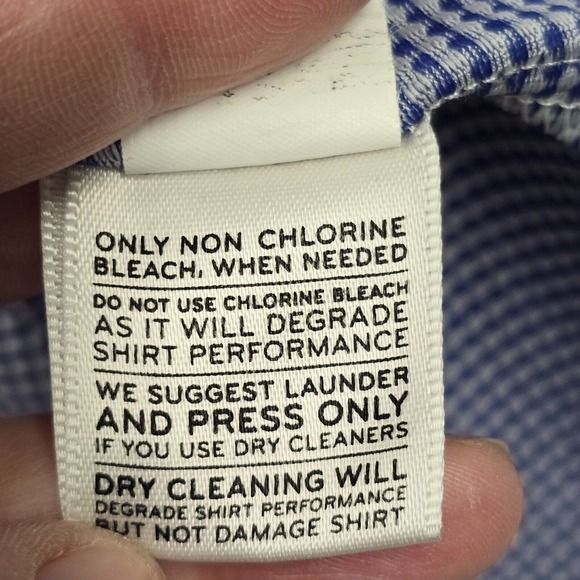 ONLY NON CHLORINE
BLEACH, WHEN NEEDED
DO NOT USE CHLORINE BLEACH
AS IT WILL DEGRADE
SHIRT PERFORMANCE
WE SUGGEST LAUNDER
AND PRESS ONLY
IF YOU USE DRY CLEANERS
DRY CLEANING WILL
DEGRADE SHIRT PERFORMANCE
BUT NOT DAMAGE SHIRT